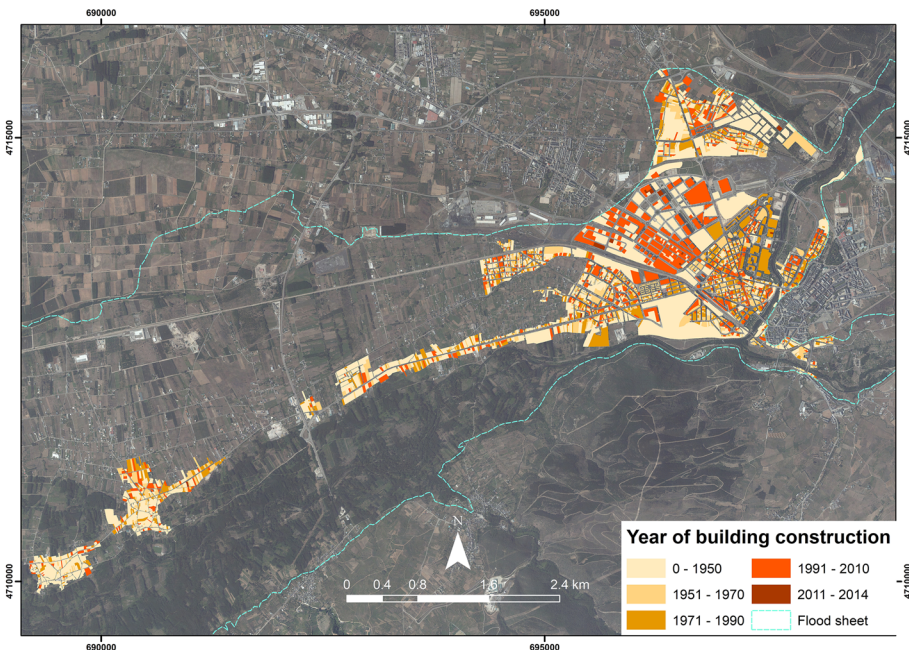 690000
695000
4715000
4715000
N
0 0.4 0.8 1.6 2.4 km
4710000
4710000
Year of building construction
0 - 1950
1991 - 2010
1951 - 1970
2011 - 2014
1971 - 1990
Flood sheet
690000
695000